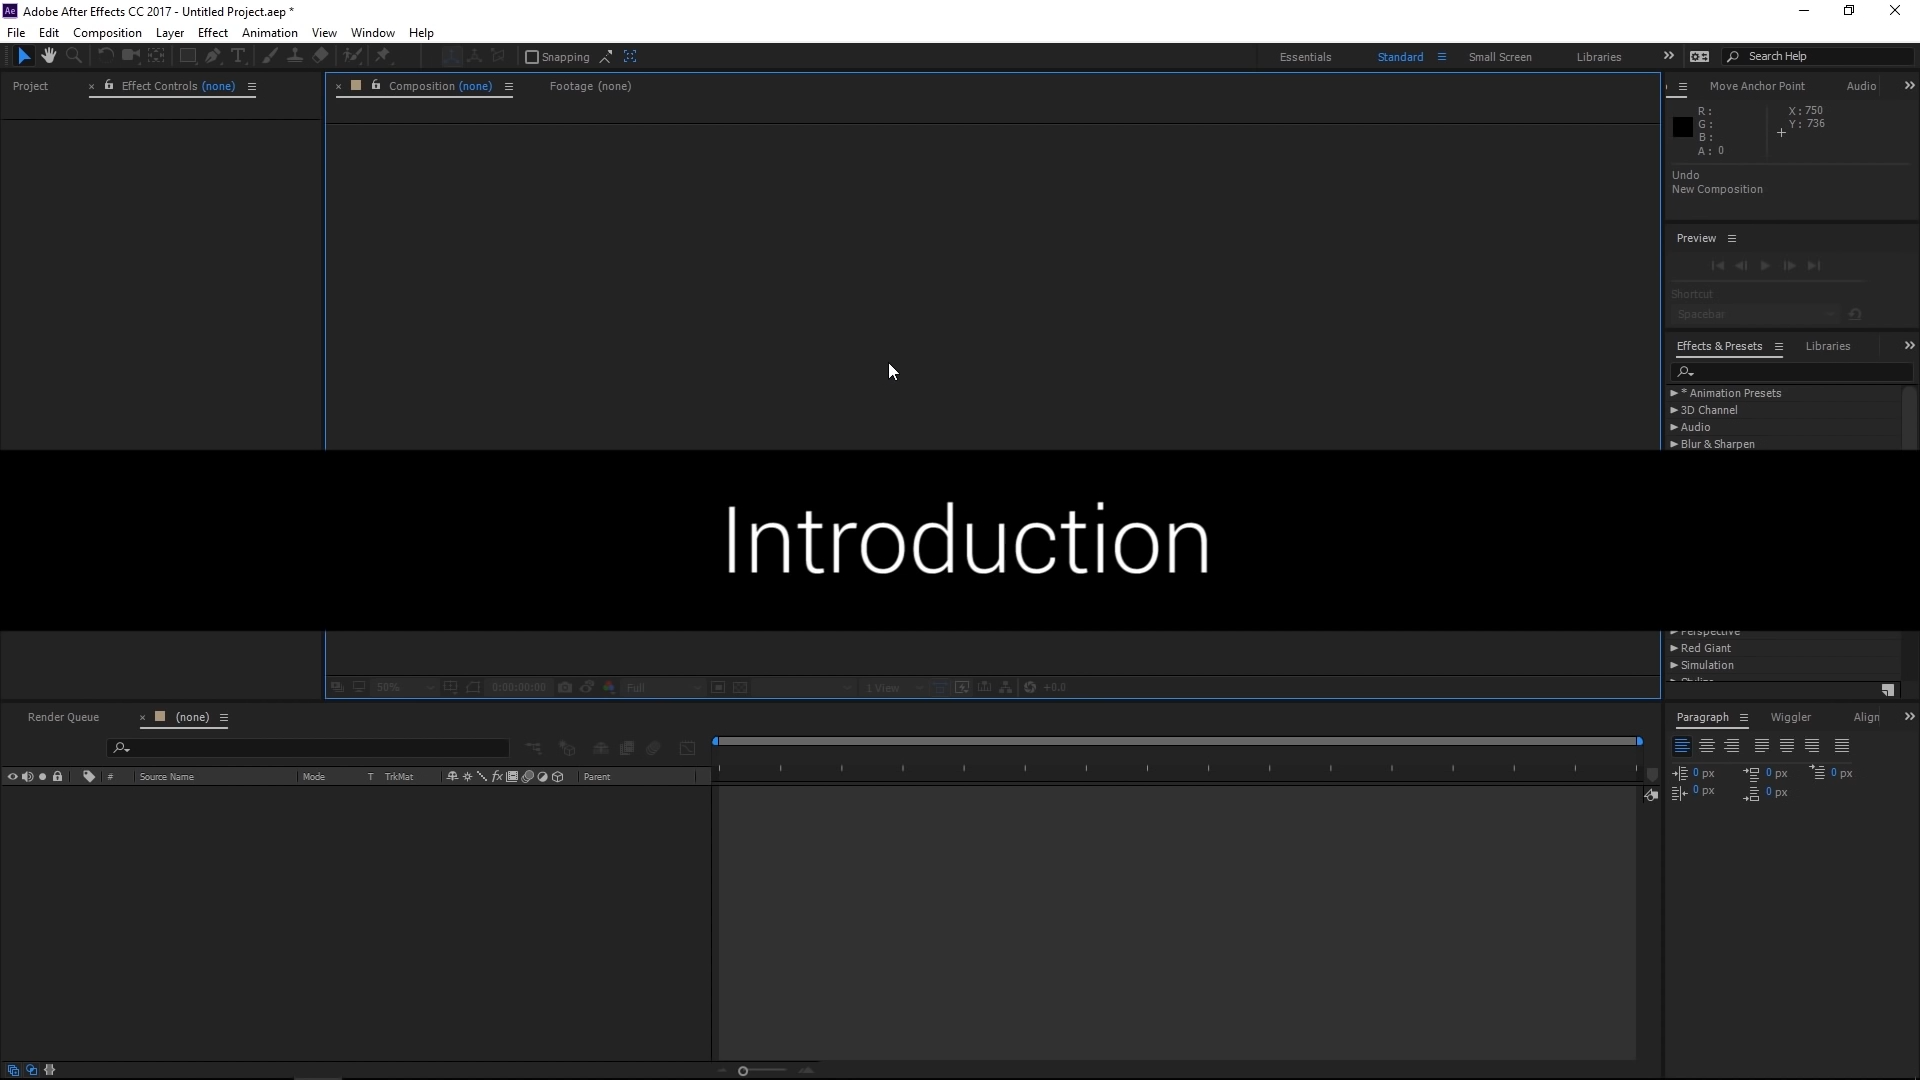 Ae Adobe After Effects CC 2017 - Untitled Project.aep *
File Edit Composition Layer Effect Animation View Window Help
Snapping Essentials Standard Small Screen Libraries Search Help
Project Effect Controls (none) Composition (none) Footage (none) Move Anchor Point Audio
R: X: 750
G: Y: 736
B:
A: 0
Undo
New Composition
Preview
Shortcut
Spacebar
Effects & Presets Libraries
* Animation Presets
3D Channel
Audio
Blur & Sharpen
Introduction
Perspective
Red Giant
Simulation
50% 0:00:00:00 Full 1 View +0.0
Render Queue (none) Paragraph Wiggler Align
# Source Name Mode T TrkMat fx Parent
0 px 0 px 0 px
0 px 0 px